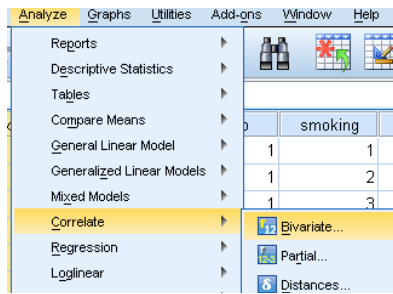 Analyze Graphs Utilities Add-ons Window Help
Reports
Descriptive Statistics
Tables
Compare Means
smoking
General Linear Model
1 1
Generalized Linear Models
1 2
Mixed Models
1 3
Correlate
Bivariate...
Regression
Partial...
Loglinear
Distances...